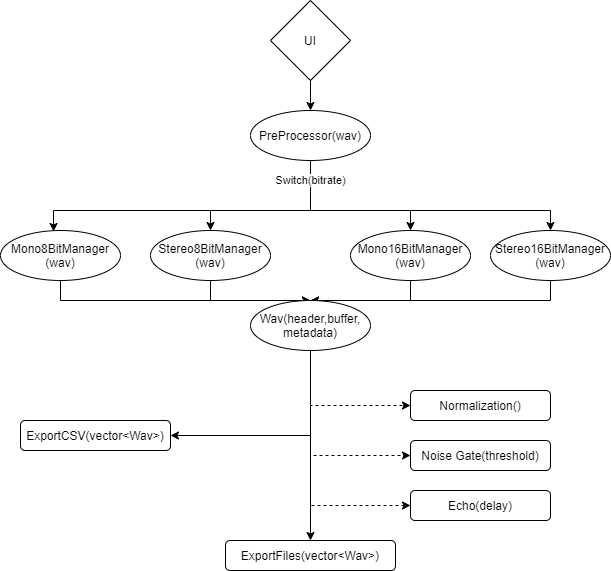 UI
PreProcessor(wav)
Switch(bitrate)
Mono8BitManager
(wav)
Stereo8BitManager
(wav)
Mono16BitManager
(wav)
Stereo16BitManager
(wav)
Wav(header,buffer,
metadata)
Normalization()
ExportCSV(vector<Wav>)
Noise Gate(threshold)
Echo(delay)
ExportFiles(vector<Wav>)